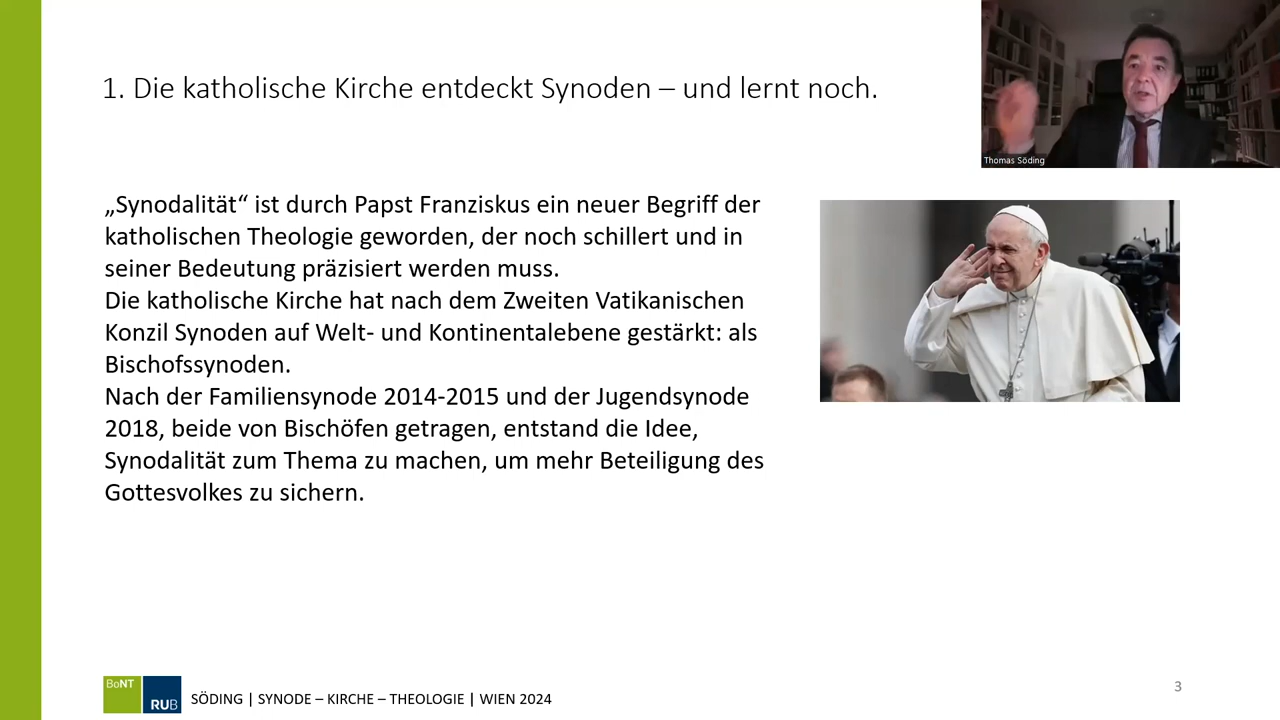 1. Die katholische Kirche entdeckt Synoden – und lernt noch.
Thomas Söding
„Synodalität“ ist durch Papst Franziskus ein neuer Begriff der
katholischen Theologie geworden, der noch schillert und in
seiner Bedeutung präzisiert werden muss.
Die katholische Kirche hat nach dem Zweiten Vatikanischen
Konzil Synoden auf Welt- und Kontinentalebene gestärkt: als
Bischofssynoden.
Nach der Familiensynode 2014-2015 und der Jugendsynode
2018, beide von Bischöfen getragen, entstand die Idee,
Synodalität zum Thema zu machen, um mehr Beteiligung des
Gottesvolkes zu sichern.
BoNT
RUB
SÖDING | SYNODE – KIRCHE – THEOLOGIE | WIEN 2024
3